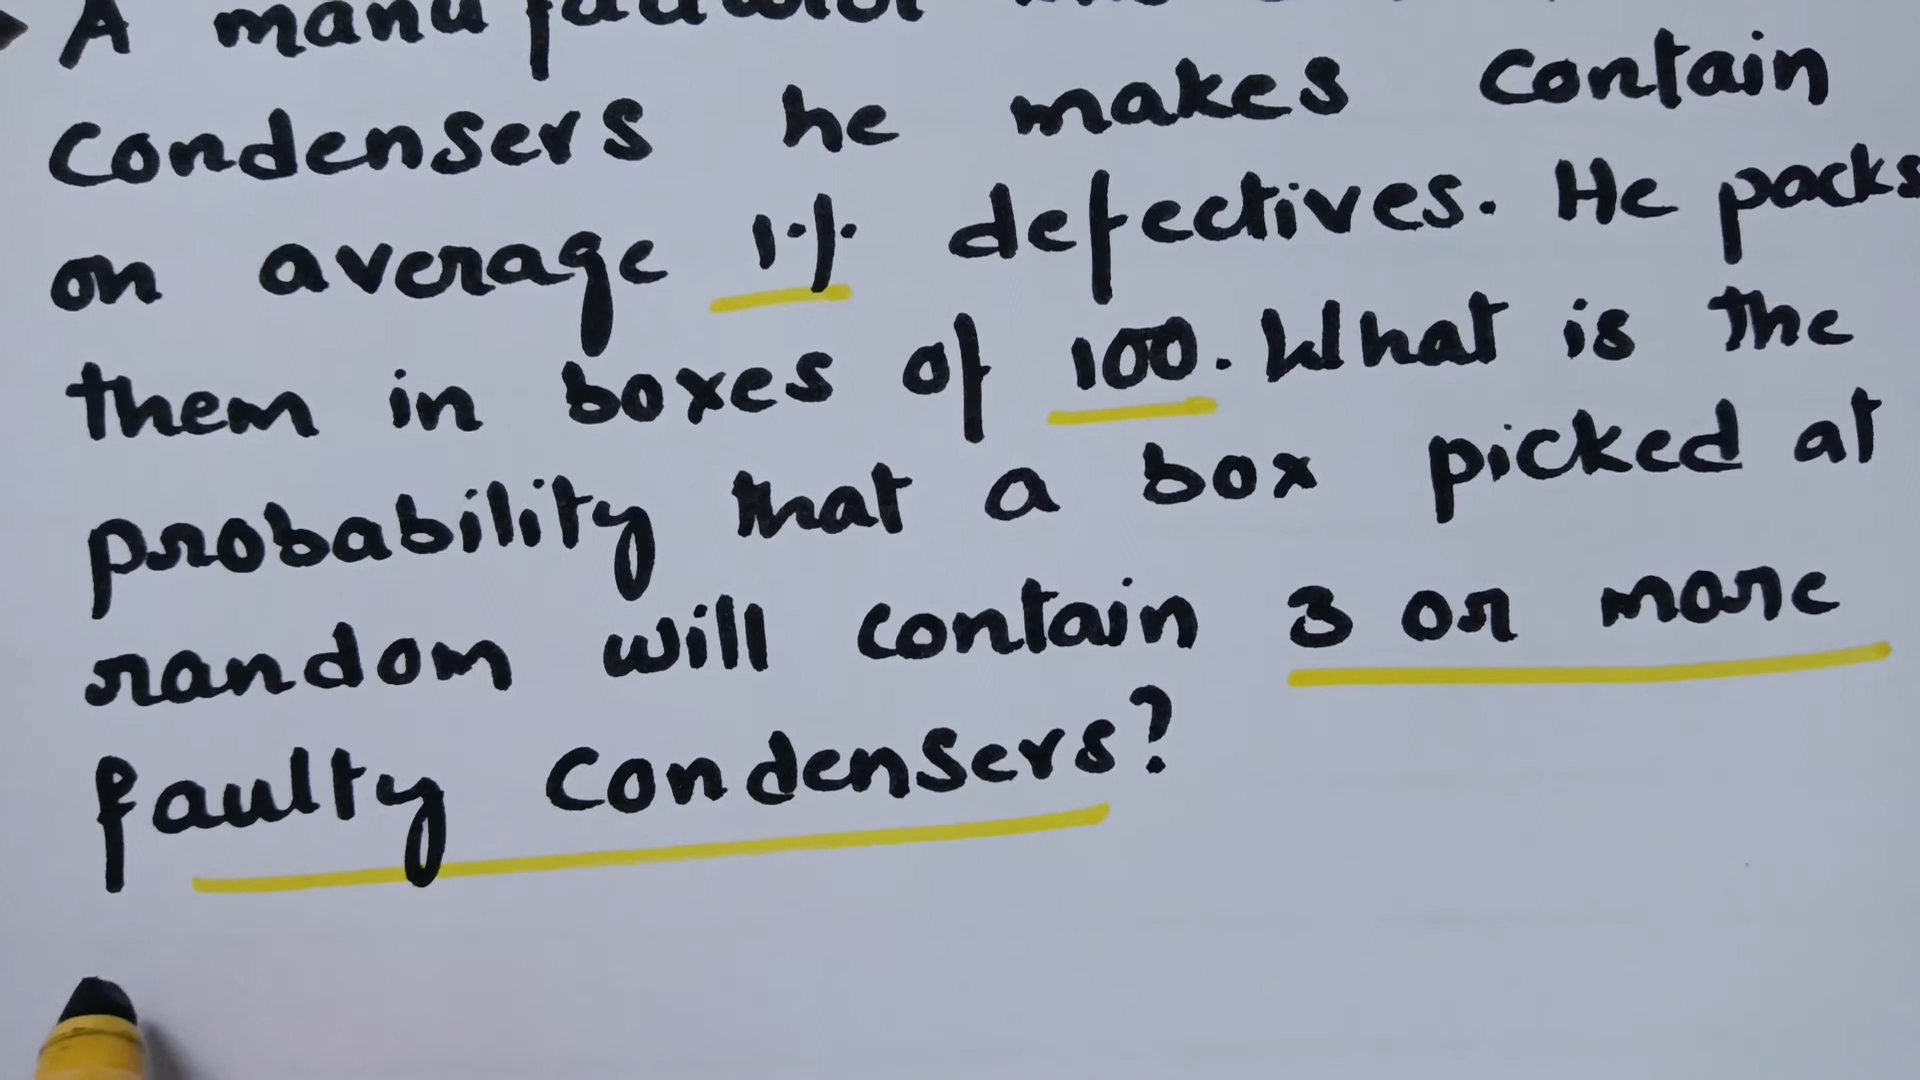 A manufacturer
condensers he makes contain
on average 1% defectives. He packs
them in boxes of 100. What is the
probability that a box picked at
random will contain 3 or more
faulty condensers?